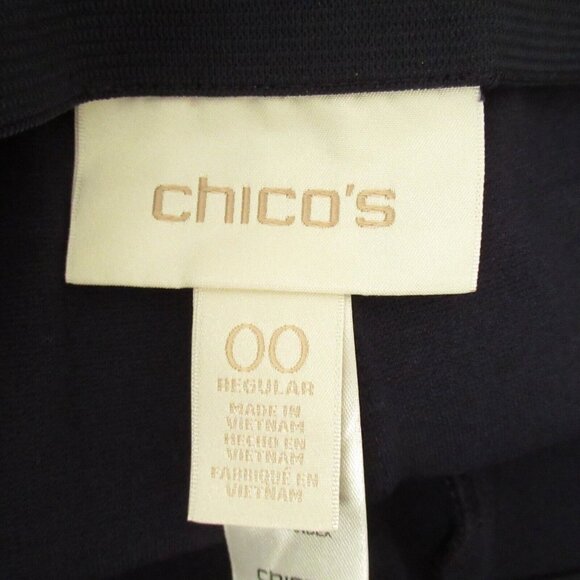 chico's
00
REGULAR
MADE IN
VIETNAM
HECHO EN
VIETNAM
FABRIQUÉ EN
VIETNAM